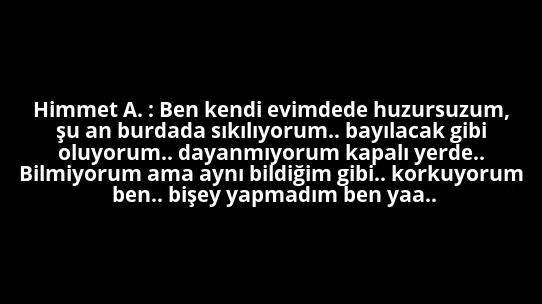 Himmet A. : Ben kendi evimdede huzursuzum,
şu an burdada sıkılıyorum.. bayılacak gibi
oluyorum.. dayanmıyorum kapalı yerde..
Bilmiyorum ama aynı bildiğim gibi.. korkuyorum
ben.. bişey yapmadım ben yaa..